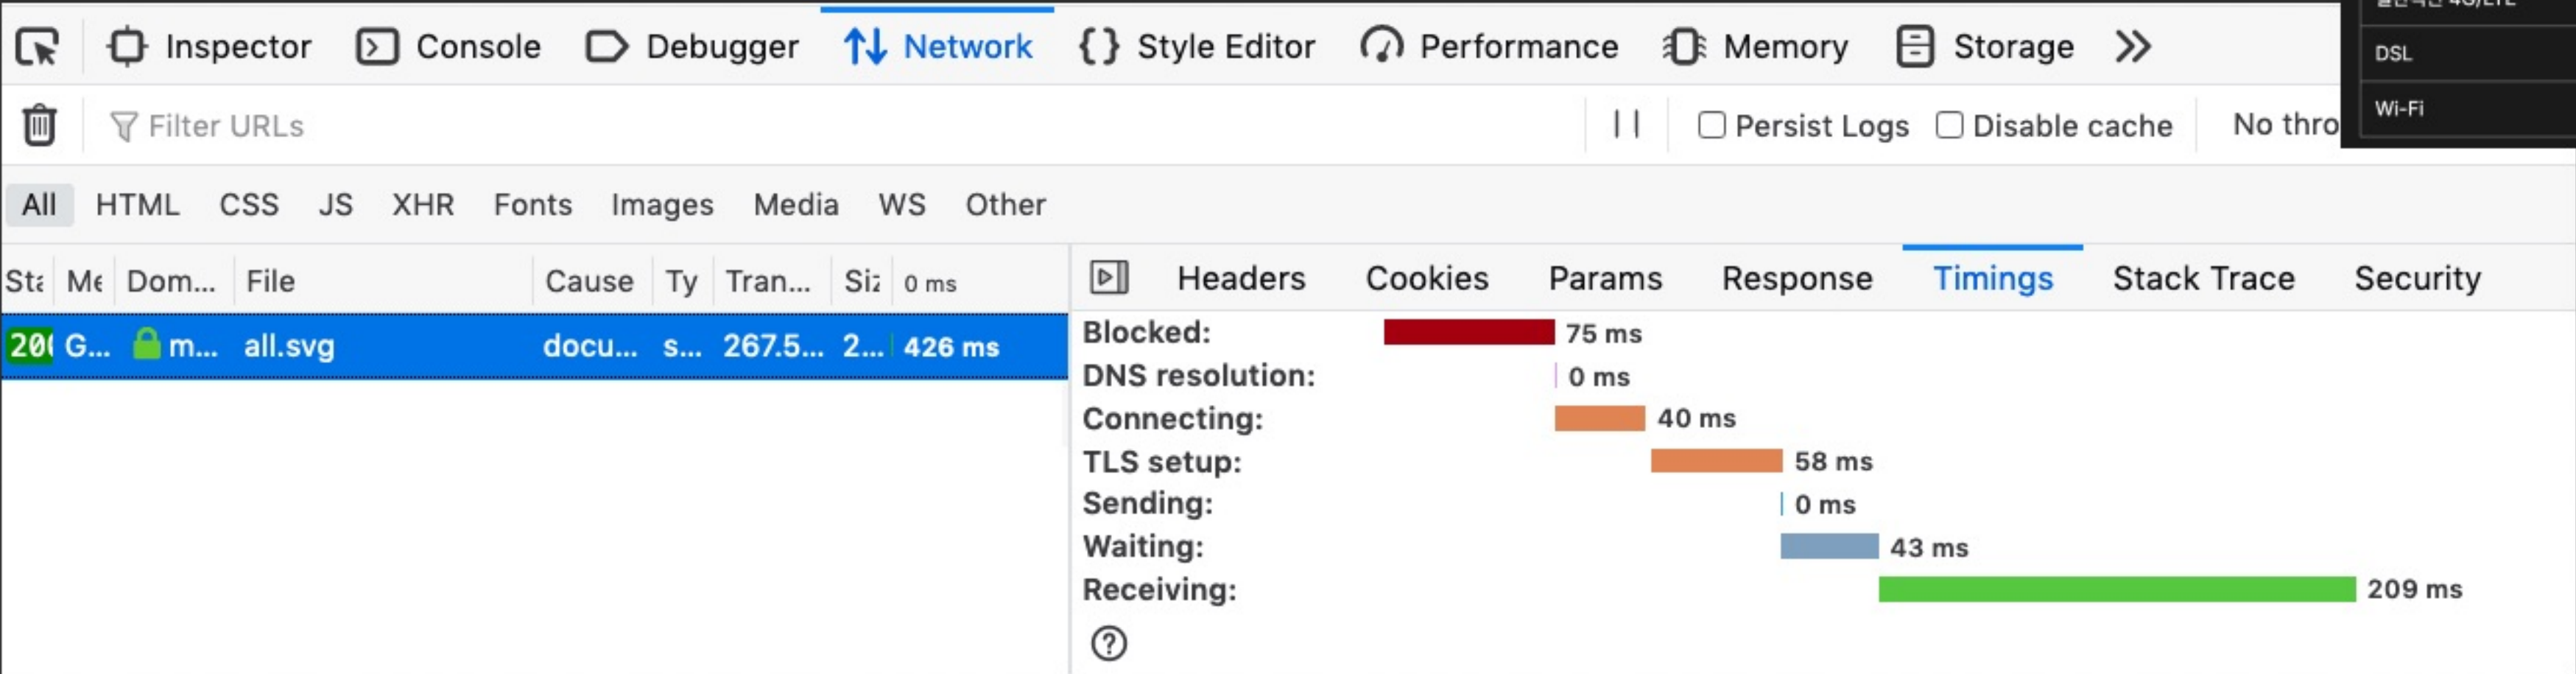 Inspector Console Debugger Network Style Editor Performance Memory Storage
DSL
Wi-Fi
Filter URLs Persist Logs Disable cache No thro
All HTML CSS JS XHR Fonts Images Media WS Other
Sta Me Dom... File Cause Ty Tran... Siz 0 ms
200 G... m... all.svg docu... s... 267.5... 2... 426 ms
Headers Cookies Params Response Timings Stack Trace Security
Blocked: 75 ms
DNS resolution: 0 ms
Connecting: 40 ms
TLS setup: 58 ms
Sending: 0 ms
Waiting: 43 ms
Receiving: 209 ms